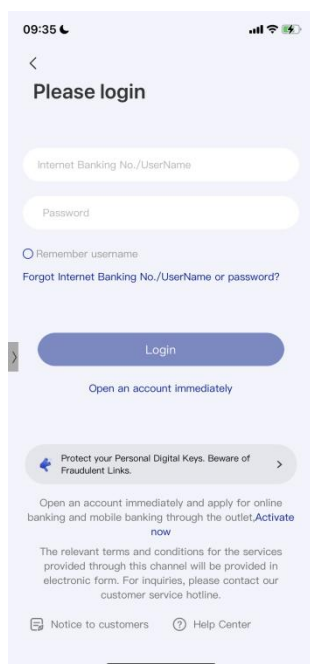 09:35
Please login
Internet Banking No./UserName
Password
Remember username
Forgot Internet Banking No./UserName or password?
Login
Open an account immediately
Protect your Personal Digital Keys. Beware of
Fraudulent Links.
Open an account immediately and apply for online
banking and mobile banking through the outlet,Activate
now
The relevant terms and conditions for the services
provided through this channel will be provided in
electronic form. For inquiries, please contact our
customer service hotline.
Notice to customers
Help Center